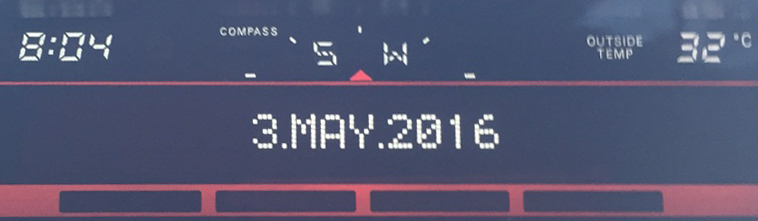 8:04 COMPASS S W OUTSIDE TEMP 32°C
3.MAY.2016